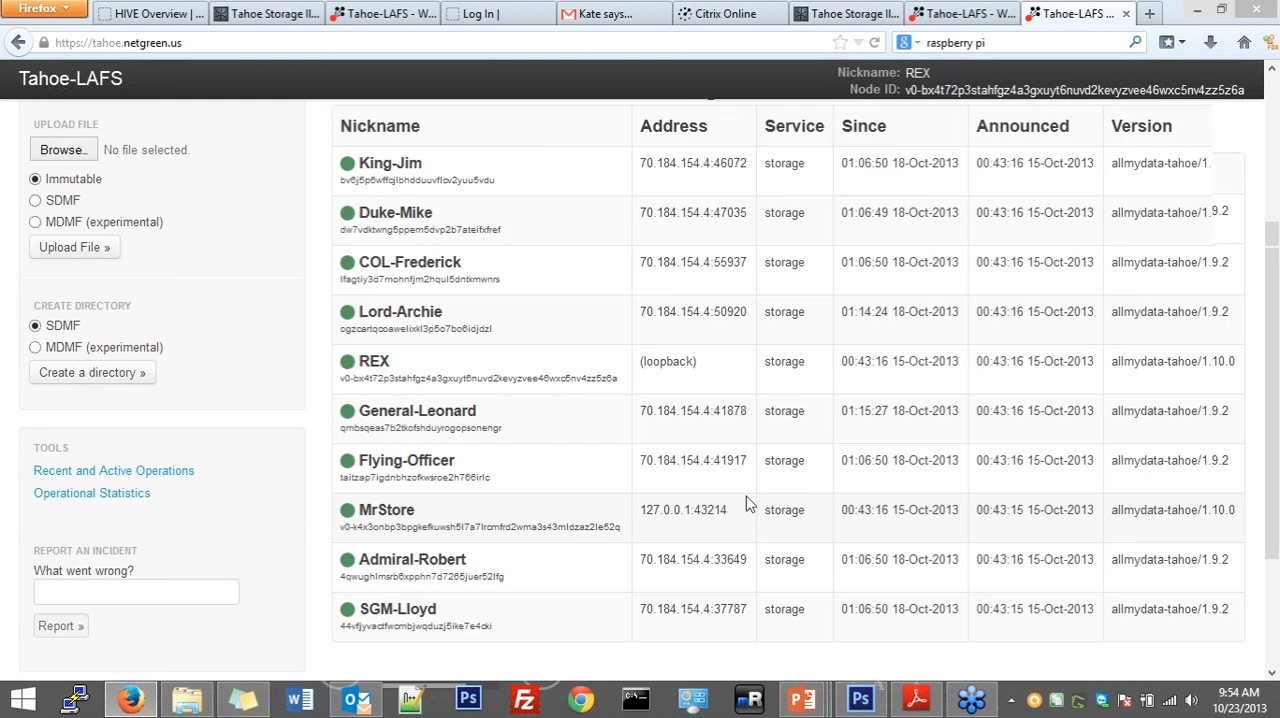 Firefox
HIVE Overview | ...
Tahoe Storage II...
Tahoe-LAFS - W...
Log In |
Kate says...
Citrix Online
Tahoe Storage II...
Tahoe-LAFS - W...
Tahoe-LAFS ...
https://tahoe.netgreen.us
raspberry pi
Tahoe-LAFS
Nickname: REX
Node ID: v0-bx4t72p3stahfgz4a3gxuyt6nuvd2kevyzvee46wxc5nv4zz5z6a
UPLOAD FILE
Browse... No file selected.
Immutable
SDMF
MDMF (experimental)
Upload File »
CREATE DIRECTORY
SDMF
MDMF (experimental)
Create a directory »
TOOLS
Recent and Active Operations
Operational Statistics
REPORT AN INCIDENT
What went wrong?
Report »
Nickname Address Service Since Announced Version
King-Jim 70.184.154.4:46072 storage 01:06:50 18-Oct-2013 00:43:16 15-Oct-2013 allmydata-tahoe/1.
Duke-Mike 70.184.154.4:47035 storage 01:06:49 18-Oct-2013 00:43:16 15-Oct-2013 allmydata-tahoe/1.9.2
COL-Frederick 70.184.154.4:55937 storage 01:06:50 18-Oct-2013 00:43:16 15-Oct-2013 allmydata-tahoe/1.9.2
Lord-Archie 70.184.154.4:50920 storage 01:14:24 18-Oct-2013 00:43:16 15-Oct-2013 allmydata-tahoe/1.9.2
REX (loopback) storage 00:43:16 15-Oct-2013 00:43:16 15-Oct-2013 allmydata-tahoe/1.10.0
v0-bx4t72p3stahfgz4a3gxuyt6nuvd2kevyzvee46wxc5nv4zz5z6a
General-Leonard 70.184.154.4:41878 storage 01:15:27 18-Oct-2013 00:43:16 15-Oct-2013 allmydata-tahoe/1.9.2
Flying-Officer 70.184.154.4:41917 storage 01:06:50 18-Oct-2013 00:43:16 15-Oct-2013 allmydata-tahoe/1.9.2
MrStore 127.0.0.1:43214 storage 00:43:16 15-Oct-2013 00:43:15 15-Oct-2013 allmydata-tahoe/1.10.0
Admiral-Robert 70.184.154.4:33649 storage 01:06:50 18-Oct-2013 00:43:16 15-Oct-2013 allmydata-tahoe/1.9.2
SGM-Lloyd 70.184.154.4:37787 storage 01:06:50 18-Oct-2013 00:43:15 15-Oct-2013 allmydata-tahoe/1.9.2
9:54 AM
10/23/2013